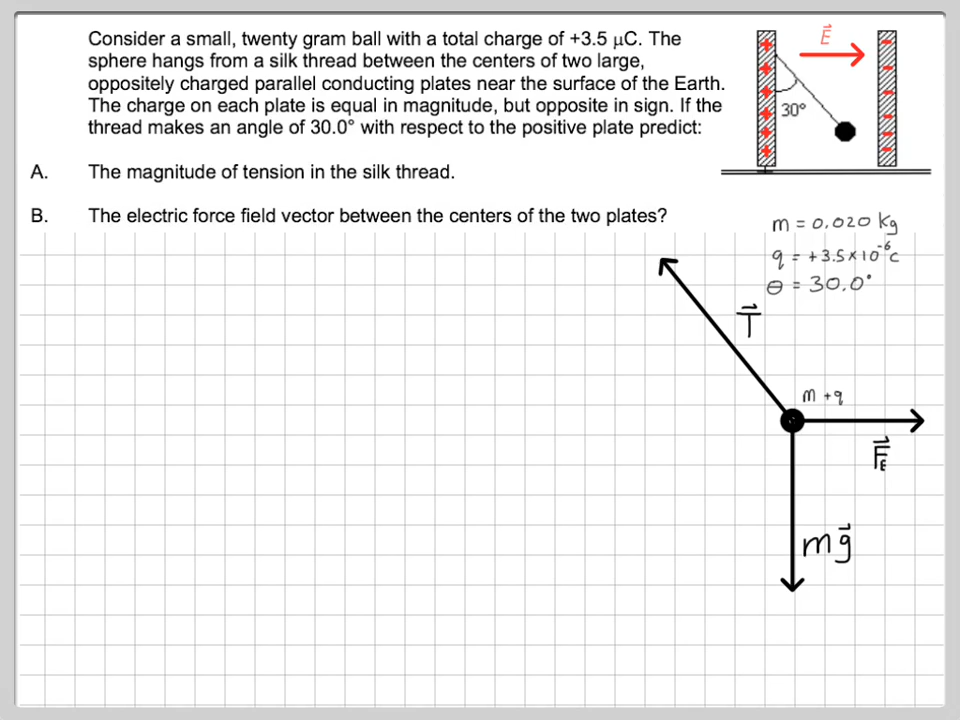 Consider a small, twenty gram ball with a total charge of +3.5 μC. The
sphere hangs from a silk thread between the centers of two large,
oppositely charged parallel conducting plates near the surface of the Earth.
The charge on each plate is equal in magnitude, but opposite in sign. If the
thread makes an angle of 30.0° with respect to the positive plate predict:
A. The magnitude of tension in the silk thread.
B. The electric force field vector between the centers of the two plates?
E⃗
30°
m = 0.020 kg
q = +3.5×10⁻⁶C
θ = 30.0°
T⃗
m +q
F⃗E
mg⃗